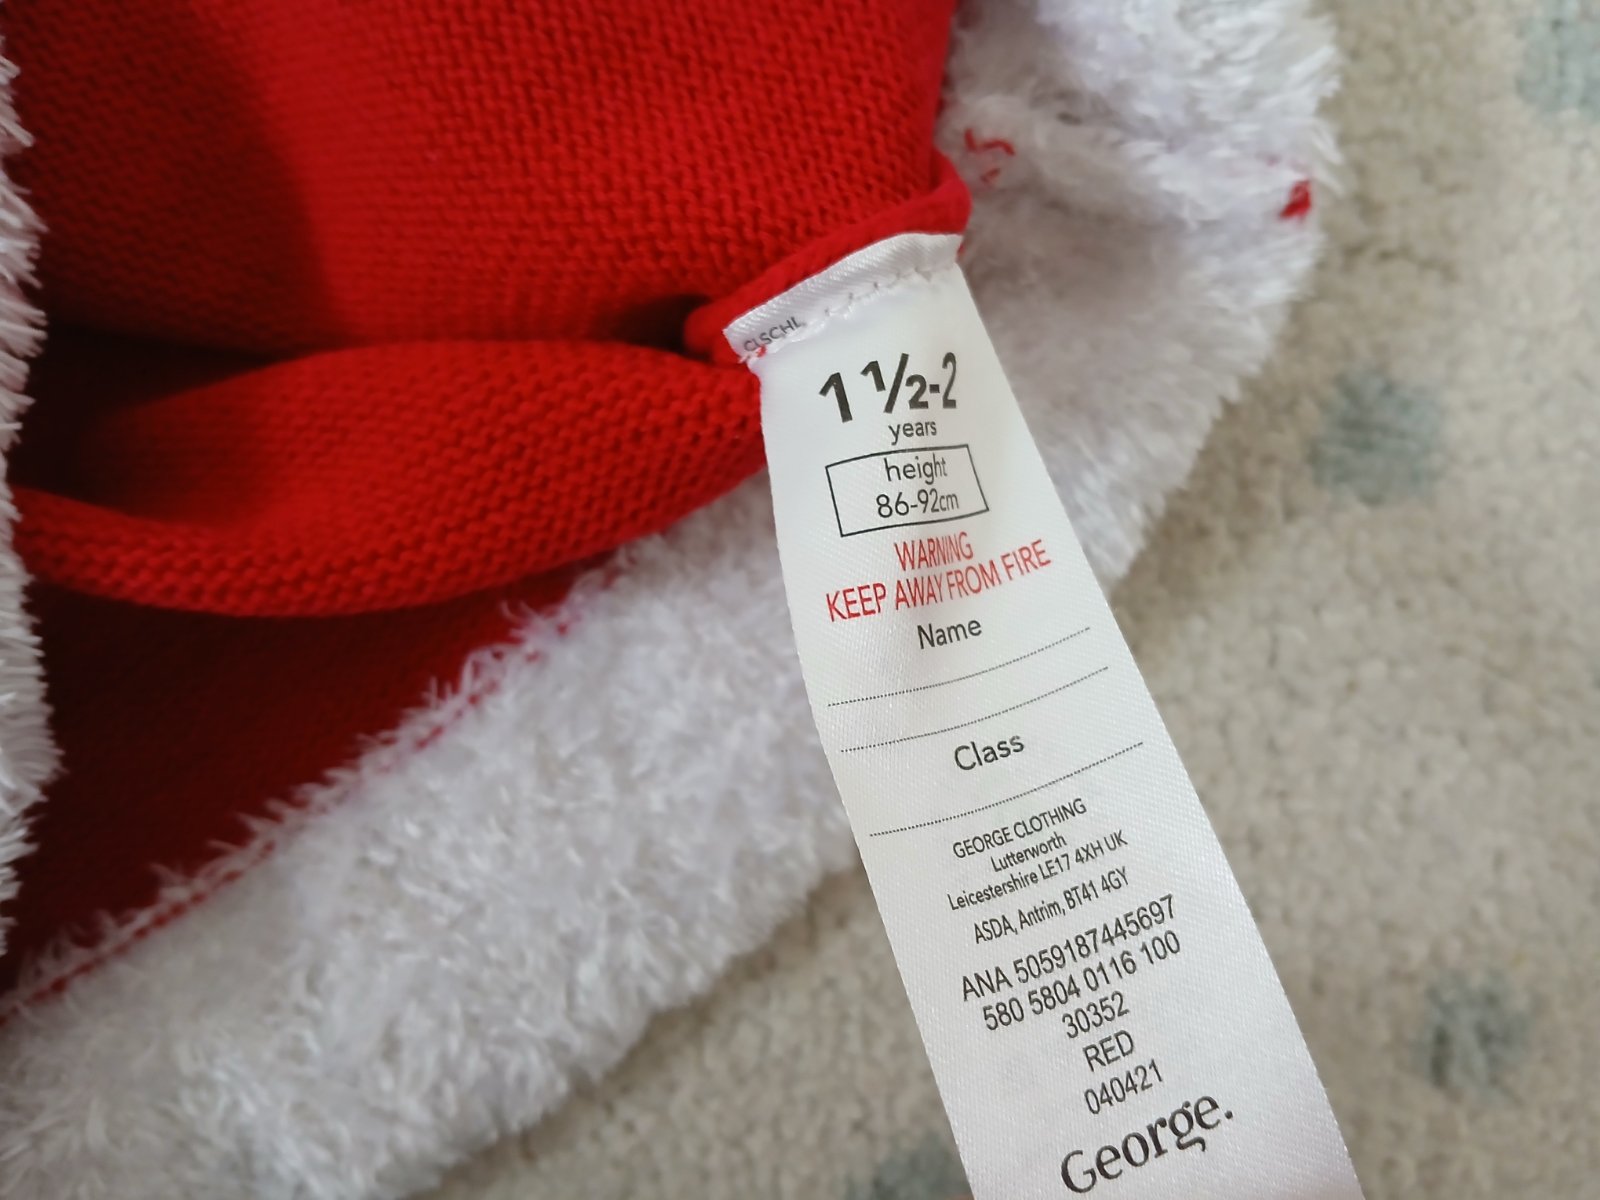 CLSCHL
1 ½-2
years
height
86-92cm
WARNING
KEEP AWAY FROM FIRE
Name
Class
GEORGE CLOTHING
Lutterworth
Leicestershire LE17 4XH UK
ASDA, Antrim, BT41 4GY
ANA 5059187445697
580 5804 0116 100
30352
RED
040421
George.